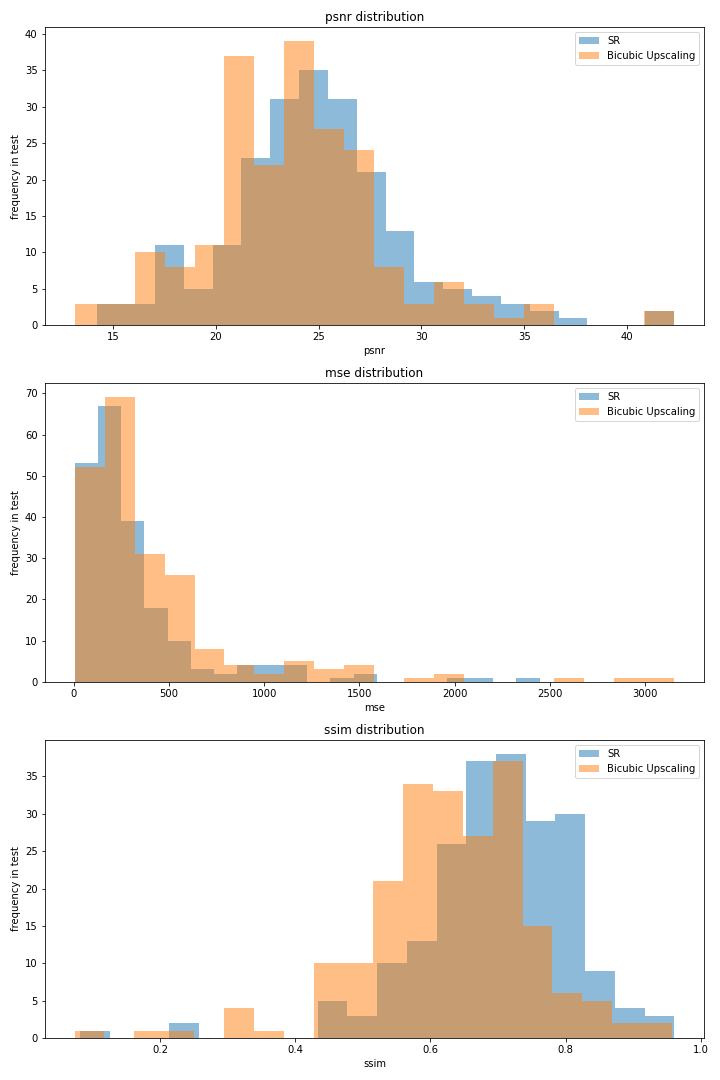 psnr distribution
SR
Bicubic Upscaling
frequency in test
40
35
30
25
20
15
10
5
0
15 20 25 30 35 40
psnr
mse distribution
SR
Bicubic Upscaling
frequency in test
70
60
50
40
30
20
10
0
0 500 1000 1500 2000 2500 3000
mse
ssim distribution
SR
Bicubic Upscaling
frequency in test
35
30
25
20
15
10
5
0
0.2 0.4 0.6 0.8 1.0
ssim